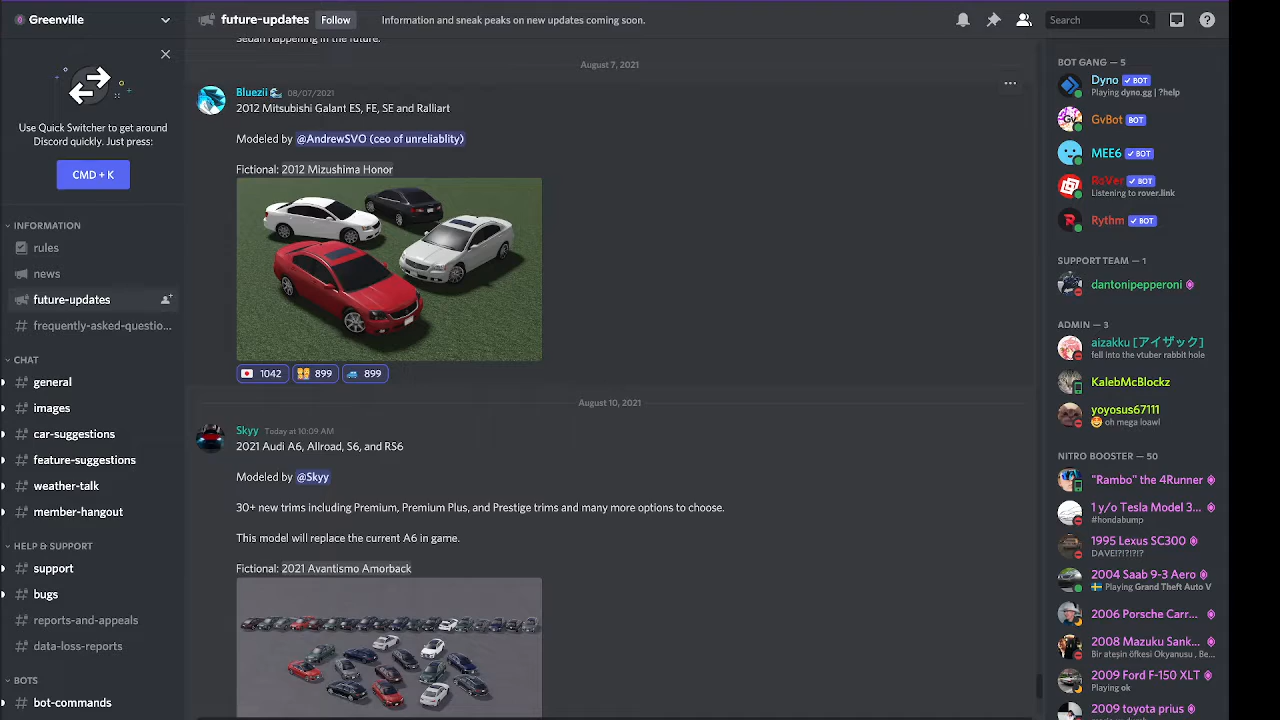 Greenville
future-updates
Follow
Information and sneak peaks on new updates coming soon.
Search
Use Quick Switcher to get around
Discord quickly. Just press:
CMD + K
INFORMATION
rules
news
future-updates
frequently-asked-questio...
CHAT
general
images
car-suggestions
feature-suggestions
weather-talk
member-hangout
HELP & SUPPORT
support
bugs
reports-and-appeals
data-loss-reports
BOTS
bot-commands
Sedan happening in the future.
August 7, 2021
Bluezii 08/07/2021
2012 Mitsubishi Galant ES, FE, SE and Ralliart
Modeled by @AndrewSVO (ceo of unreliablity)
Fictional: 2012 Mizushima Honor
1042 899 899
August 10, 2021
Skyy Today at 10:09 AM
2021 Audi A6, Allroad, S6, and RS6
Modeled by @Skyy
30+ new trims including Premium, Premium Plus, and Prestige trims and many more options to choose.
This model will replace the current A6 in game.
Fictional: 2021 Avantismo Amorback
BOT GANG — 5
Dyno BOT
Playing dyno.gg | ?help
GvBot BOT
MEE6 BOT
RoVer BOT
Listening to rover.link
Rythm BOT
SUPPORT TEAM — 1
dantonipepperoni
ADMIN — 3
aizakku [アイザック]
fell into the vtuber rabbit hole
KalebMcBlockz
yoyosus67111
oh mega loawl
NITRO BOOSTER — 50
"Rambo" the 4Runner
1 y/o Tesla Model 3...
#hondabump
1995 Lexus SC300
DAVE!?!?!?!?
2004 Saab 9-3 Aero
Playing Grand Theft Auto V
2006 Porsche Carr...
2008 Mazuku Sank...
Bir ateşin öfkesi Okyanusu , Be...
2009 Ford F-150 XLT
Playing ok
2009 toyota prius